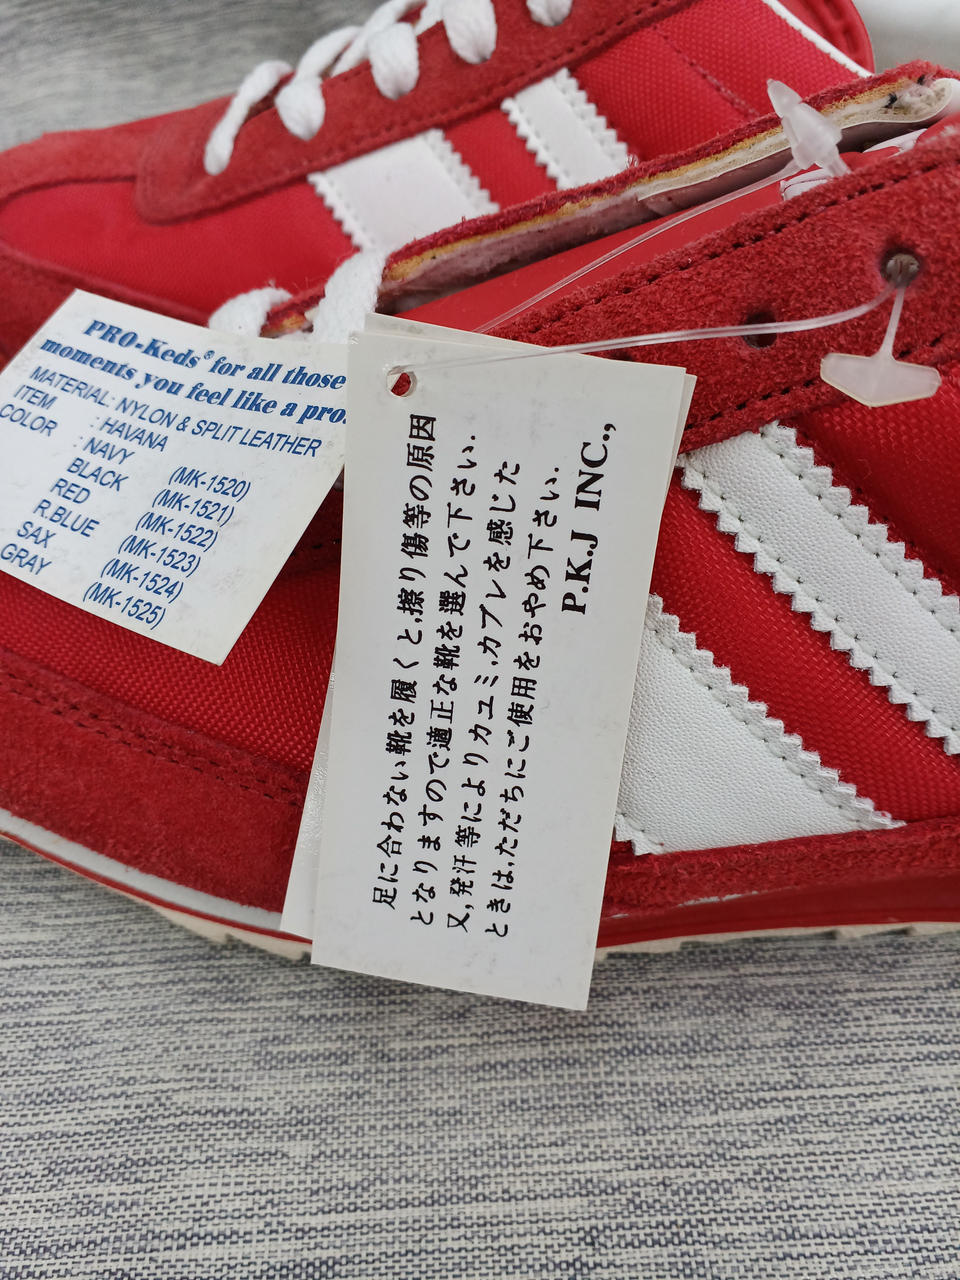 PRO-Keds® for all those
moments you feel like a pro.
MATERIAL: NYLON & SPLIT LEATHER
ITEM : HAVANA
COLOR : NAVY (MK-1520)
BLACK (MK-1521)
RED (MK-1522)
R.BLUE (MK-1523)
SAX (MK-1524)
GRAY (MK-1525)
足に合わない靴を履くと,擦り傷等の原因
となりますので適正な靴を選んで下さい.
又,発汗等によりカユミ,カブレを感じた
ときは,ただちにご使用をおやめ下さい.
P.K.J INC.,